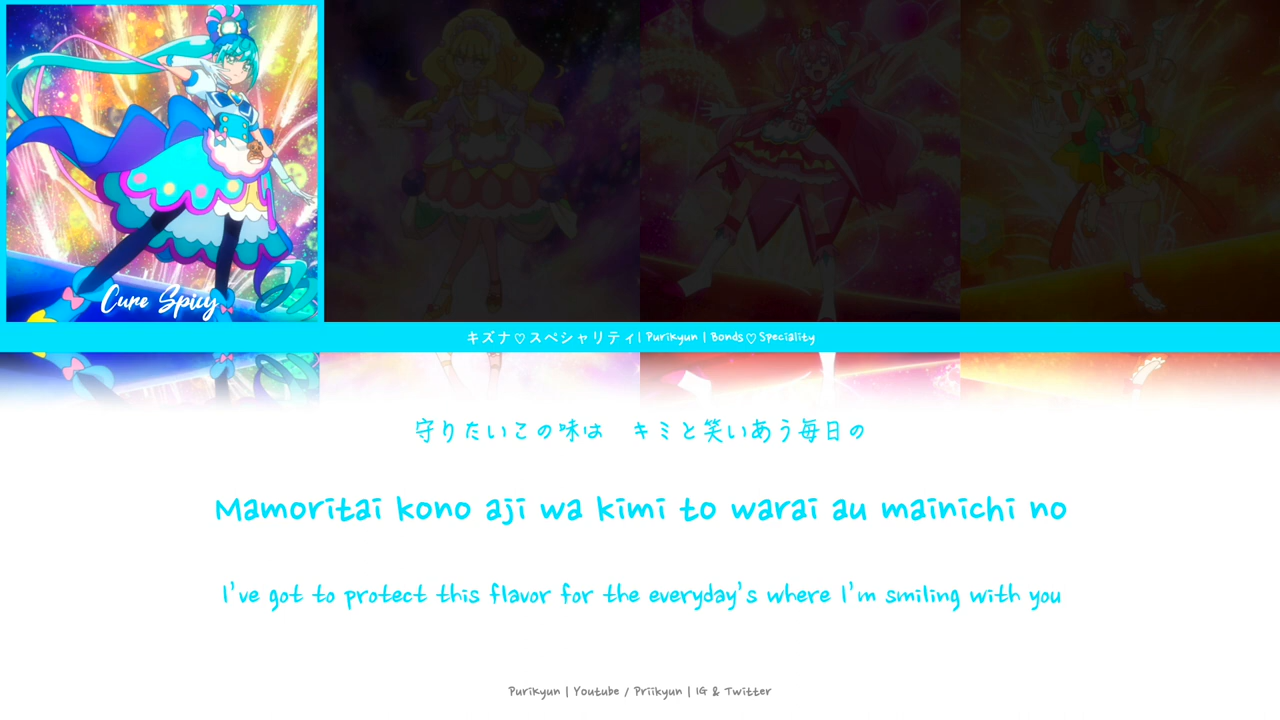 Cure Spicy
キズナ♡スペシャリティ| Purikyun | Bonds♡Speciality
守りたいこの味は　キミと笑いあう毎日の
Mamoritai kono aji wa kimi to warai au mainichi no
I've got to protect this flavor for the everyday's where I'm smiling with you
Purikyun | Youtube / Priikyun | IG & Twitter